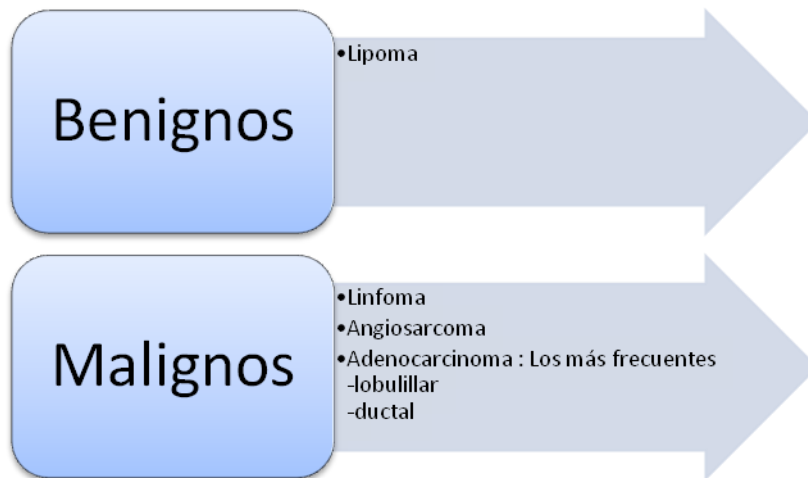 Benignos
•Lipoma
Malignos
•Linfoma
•Angiosarcoma
•Adenocarcinoma : Los más frecuentes
-lobulillar
-ductal